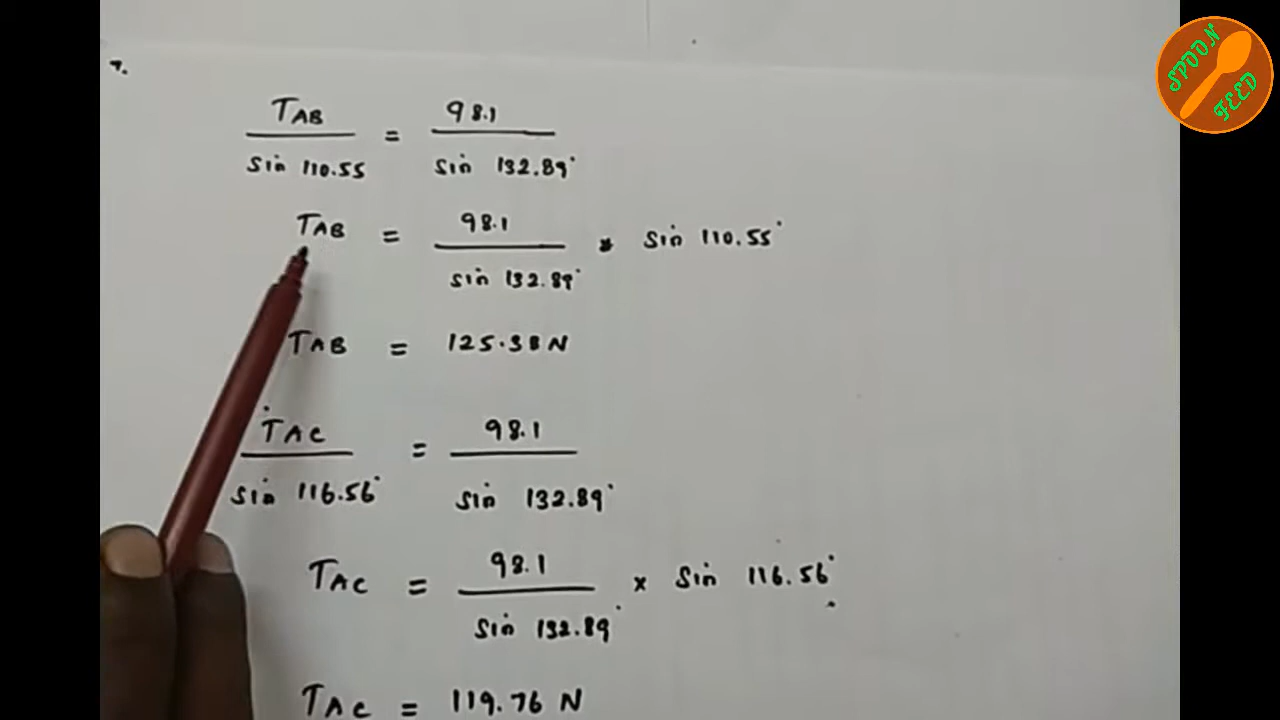 SPOON
FEED
TAB / sin 110.55 = 98.1 / sin 132.89°
TAB = 98.1 / sin 132.89° * sin 110.55°
TAB = 125.38 N
TAC / sin 116.56° = 98.1 / sin 132.89°
TAC = 98.1 / sin 132.89° × sin 116.56°
TAC = 119.76 N